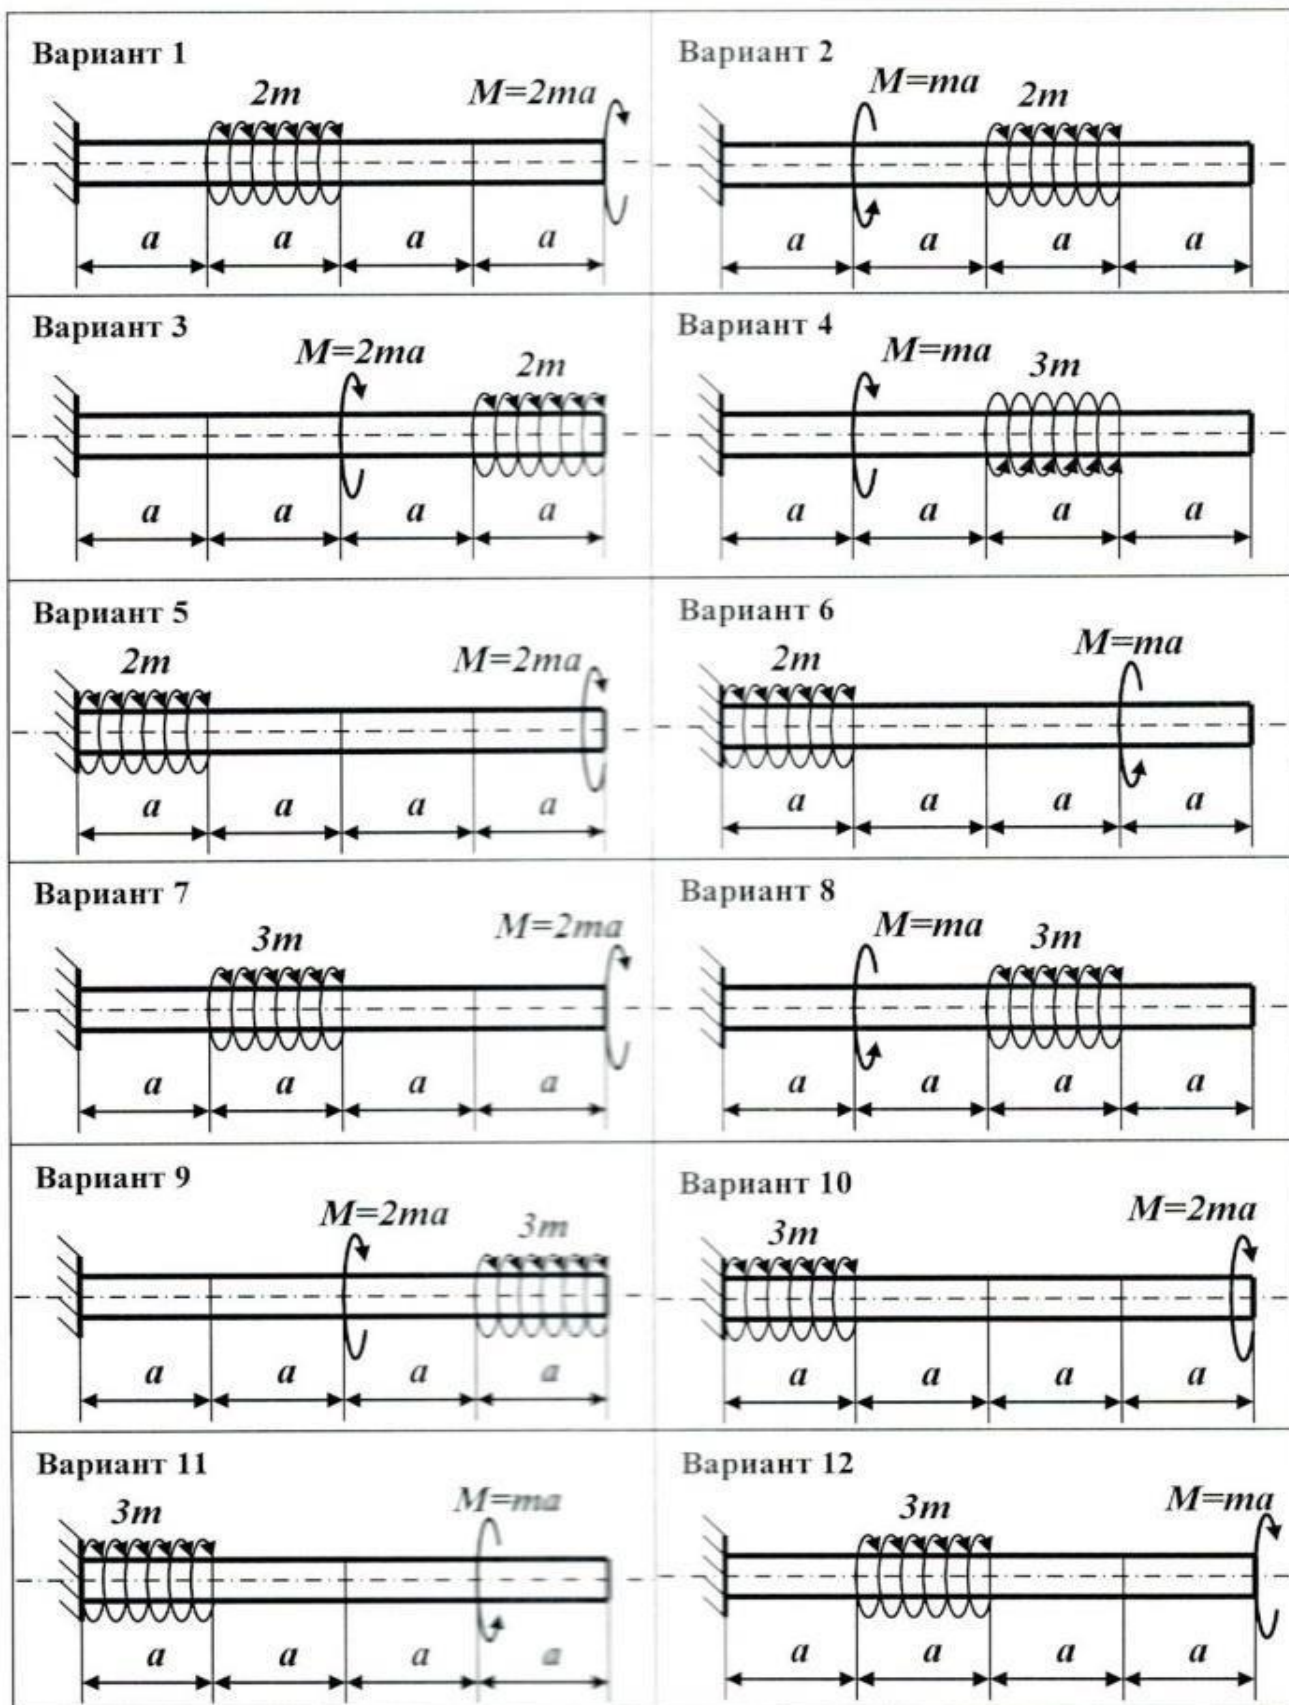 Вариант 1
2m
M=2ma
a a a a
Вариант 2
M=ma
2m
a a a a
Вариант 3
M=2ma
2m
a a a a
Вариант 4
M=ma
3m
a a a a
Вариант 5
2m
M=2ma
a a a a
Вариант 6
2m
M=ma
a a a a
Вариант 7
3m
M=2ma
a a a a
Вариант 8
M=ma
3m
a a a a
Вариант 9
M=2ma
3m
a a a a
Вариант 10
3m
M=2ma
a a a a
Вариант 11
3m
M=ma
a a a a
Вариант 12
3m
M=ma
a a a a